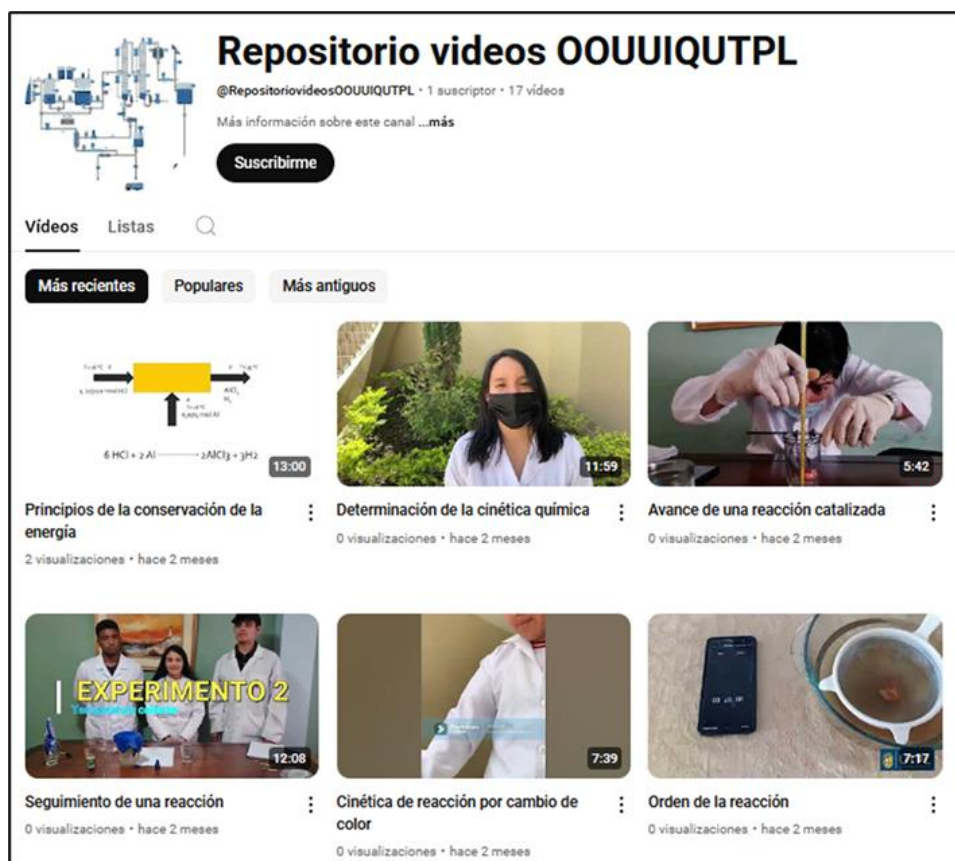 Repositorio videos OOUUIQUTPL
@RepositoriovideosOOUUIQUTPL • 1 suscriptor • 17 vídeos
Más información sobre este canal ...más
Suscribirme
Vídeos Listas
Más recientes Populares Más antiguos
AlCl3
H2
6 HCl + 2 Al 2AlCl3 + 3H2
13:00
11:59
5:42
Principios de la conservación de la
energía
2 visualizaciones • hace 2 meses
Determinación de la cinética química
0 visualizaciones • hace 2 meses
Avance de una reacción catalizada
0 visualizaciones • hace 2 meses
EXPERIMENTO 2
12:08
7:39
7:17
Seguimiento de una reacción
0 visualizaciones • hace 2 meses
Cinética de reacción por cambio de
color
0 visualizaciones • hace 2 meses
Orden de la reacción
0 visualizaciones • hace 2 meses